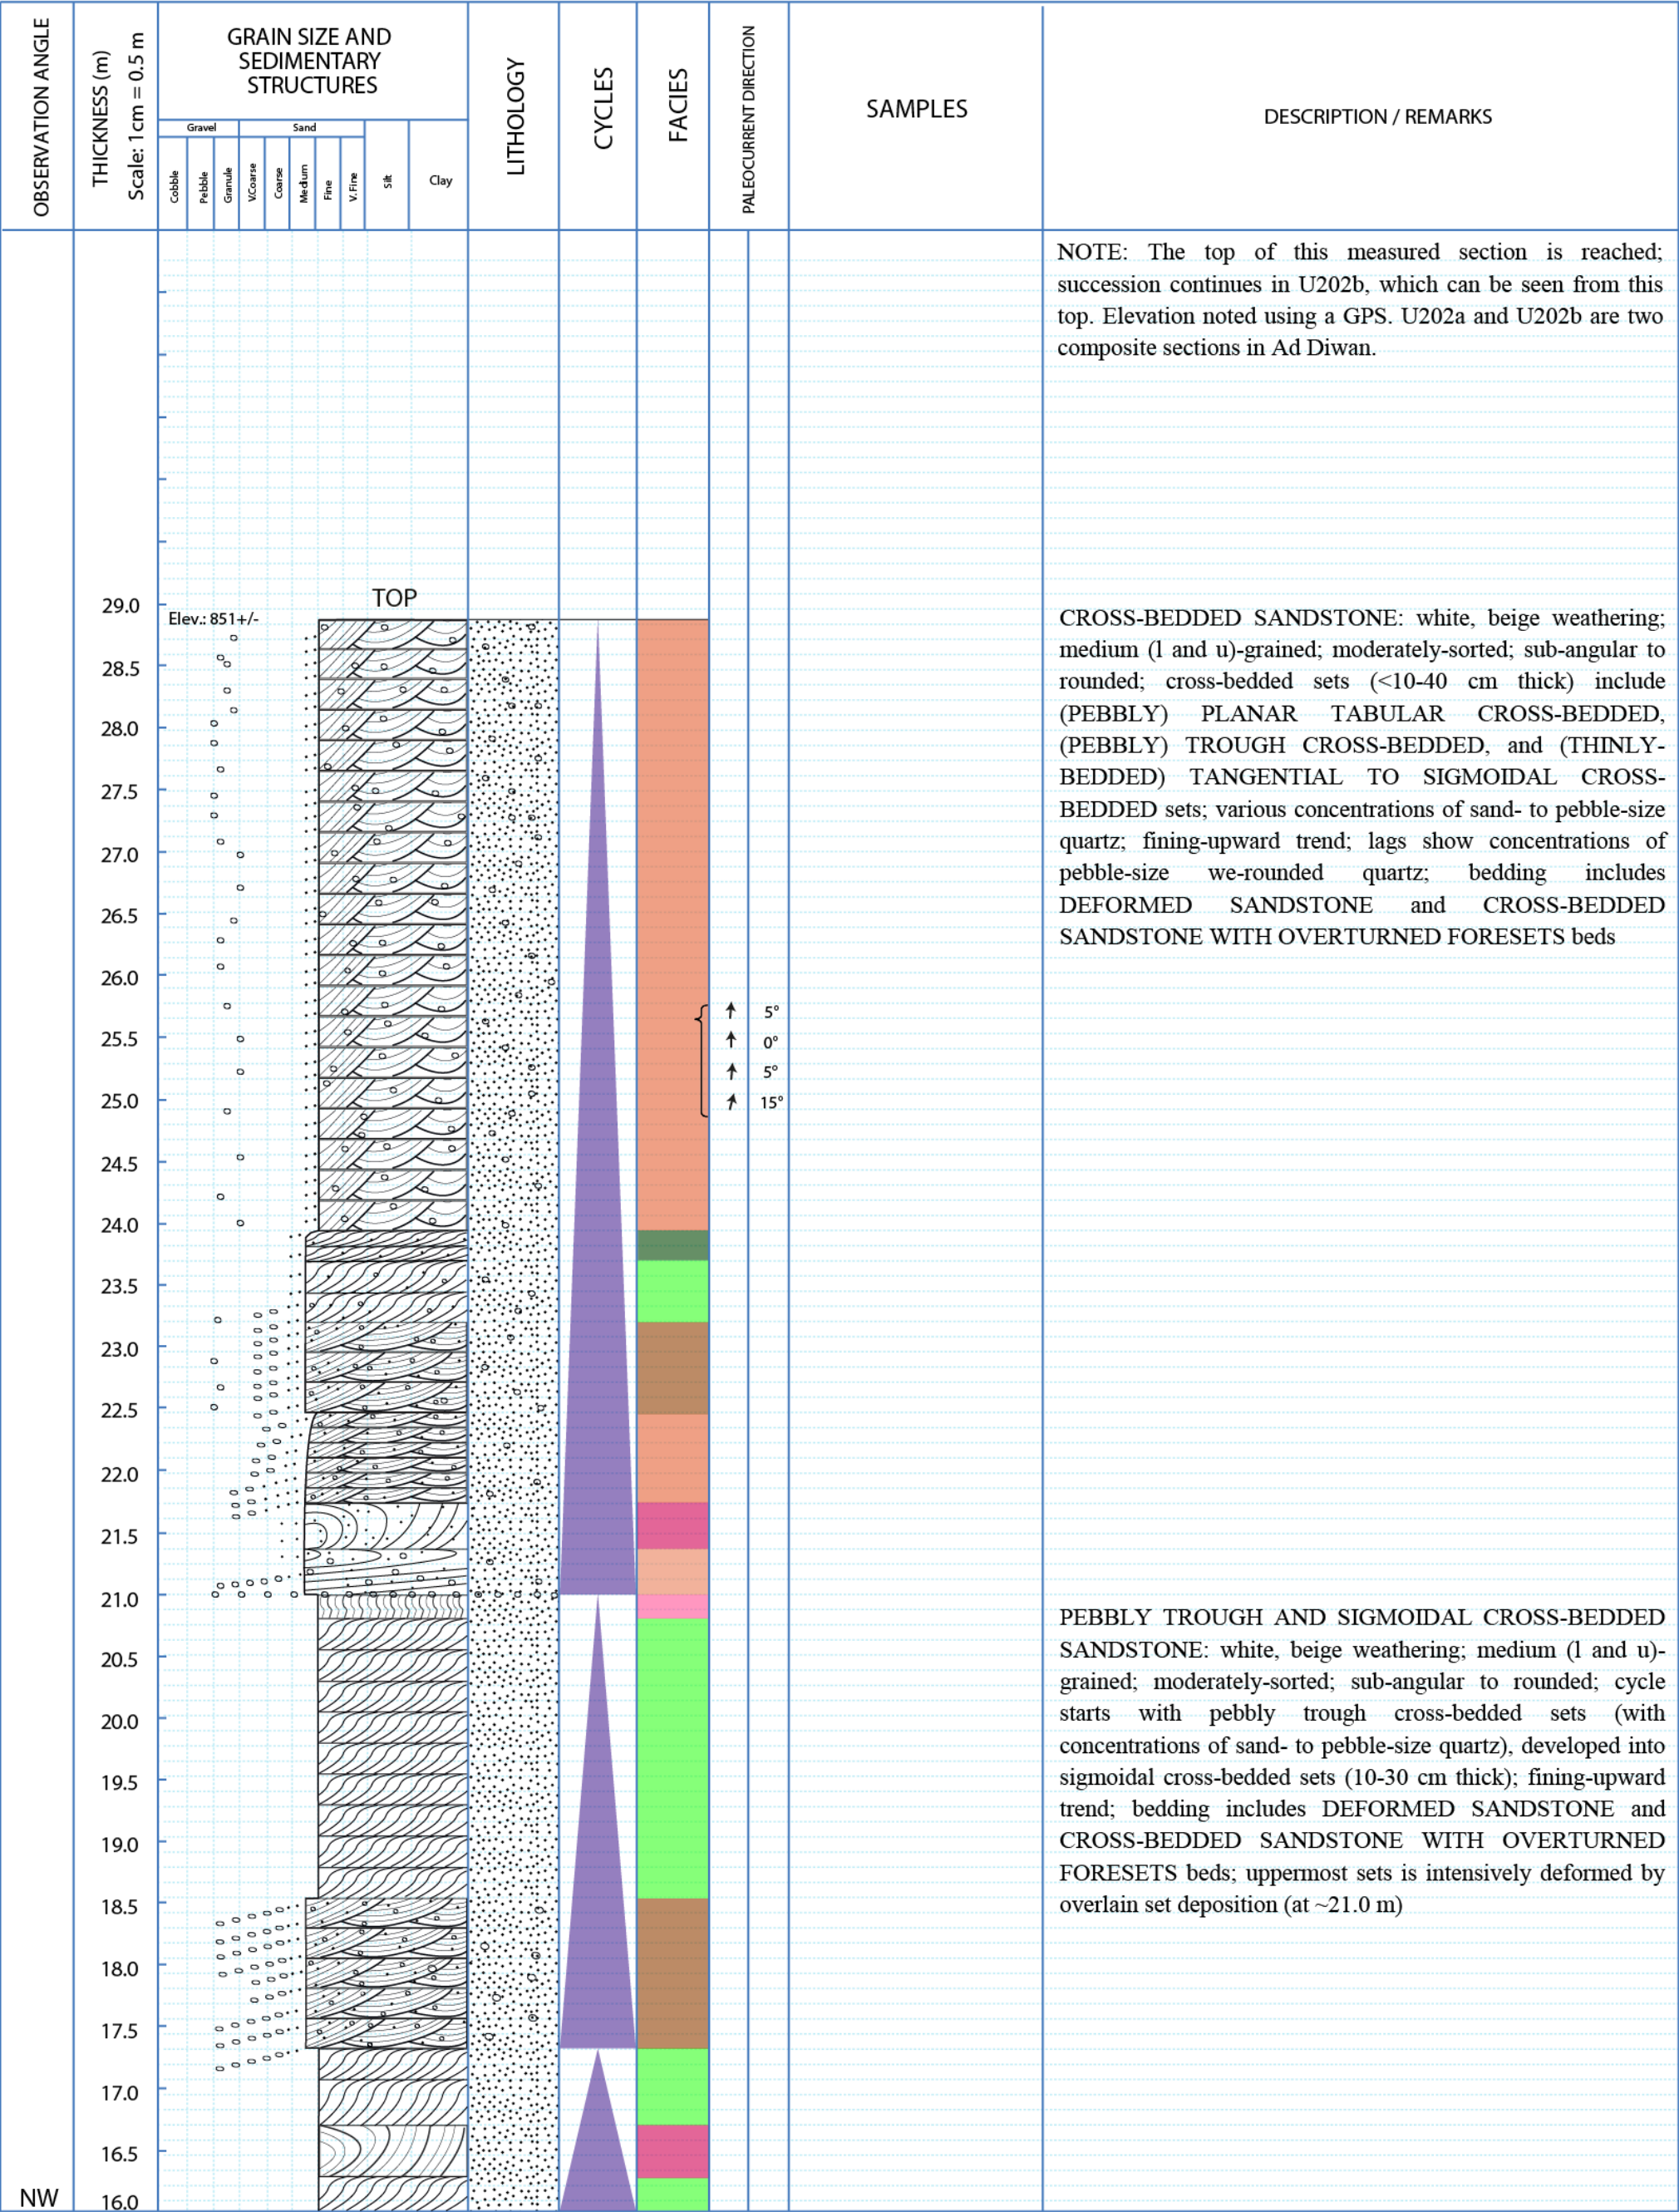 OBSERVATION ANGLE
THICKNESS (m)
Scale: 1cm = 0.5 m
GRAIN SIZE AND
SEDIMENTARY
STRUCTURES
Gravel
Sand
Cobble
Pebble
Granule
V.Coarse
Coarse
Medium
Fine
V. Fine
Silt
Clay
LITHOLOGY
CYCLES
FACIES
PALEOCURRENT DIRECTION
SAMPLES
DESCRIPTION / REMARKS
NOTE: The top of this measured section is reached;
succession continues in U202b, which can be seen from this
top. Elevation noted using a GPS. U202a and U202b are two
composite sections in Ad Diwan.
TOP
29.0
Elev.: 851+/-
CROSS-BEDDED SANDSTONE: white, beige weathering;
medium (l and u)-grained; moderately-sorted; sub-angular to
rounded; cross-bedded sets (<10-40 cm thick) include
(PEBBLY) PLANAR TABULAR CROSS-BEDDED,
(PEBBLY) TROUGH CROSS-BEDDED, and (THINLY-
BEDDED) TANGENTIAL TO SIGMOIDAL CROSS-
BEDDED sets; various concentrations of sand- to pebble-size
quartz; fining-upward trend; lags show concentrations of
pebble-size we-rounded quartz; bedding includes
DEFORMED SANDSTONE and CROSS-BEDDED
SANDSTONE WITH OVERTURNED FORESETS beds
28.5
28.0
27.5
27.0
26.5
26.0
5°
25.5
0°
5°
25.0
15°
24.5
24.0
23.5
23.0
22.5
22.0
21.5
21.0
PEBBLY TROUGH AND SIGMOIDAL CROSS-BEDDED
SANDSTONE: white, beige weathering; medium (l and u)-
grained; moderately-sorted; sub-angular to rounded; cycle
starts with pebbly trough cross-bedded sets (with
concentrations of sand- to pebble-size quartz), developed into
sigmoidal cross-bedded sets (10-30 cm thick); fining-upward
trend; bedding includes DEFORMED SANDSTONE and
CROSS-BEDDED SANDSTONE WITH OVERTURNED
FORESETS beds; uppermost sets is intensively deformed by
overlain set deposition (at ~21.0 m)
20.5
20.0
19.5
19.0
18.5
18.0
17.5
17.0
16.5
16.0
NW